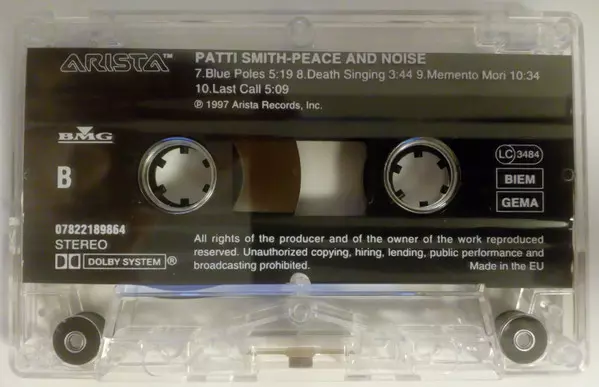 ARISTA™
PATTI SMITH-PEACE AND NOISE
7.Blue Poles 5:19 8.Death Singing 3:44 9.Memento Mori 10:34
10.Last Call 5:09
℗ 1997 Arista Records, Inc.
BMG
LC 3484
B
BIEM
GEMA
07822189864
STEREO
DOLBY SYSTEM ®
All rights of the producer and of the owner of the work reproduced
reserved. Unauthorized copying, hiring, lending, public performance and
broadcasting prohibited. Made in the EU